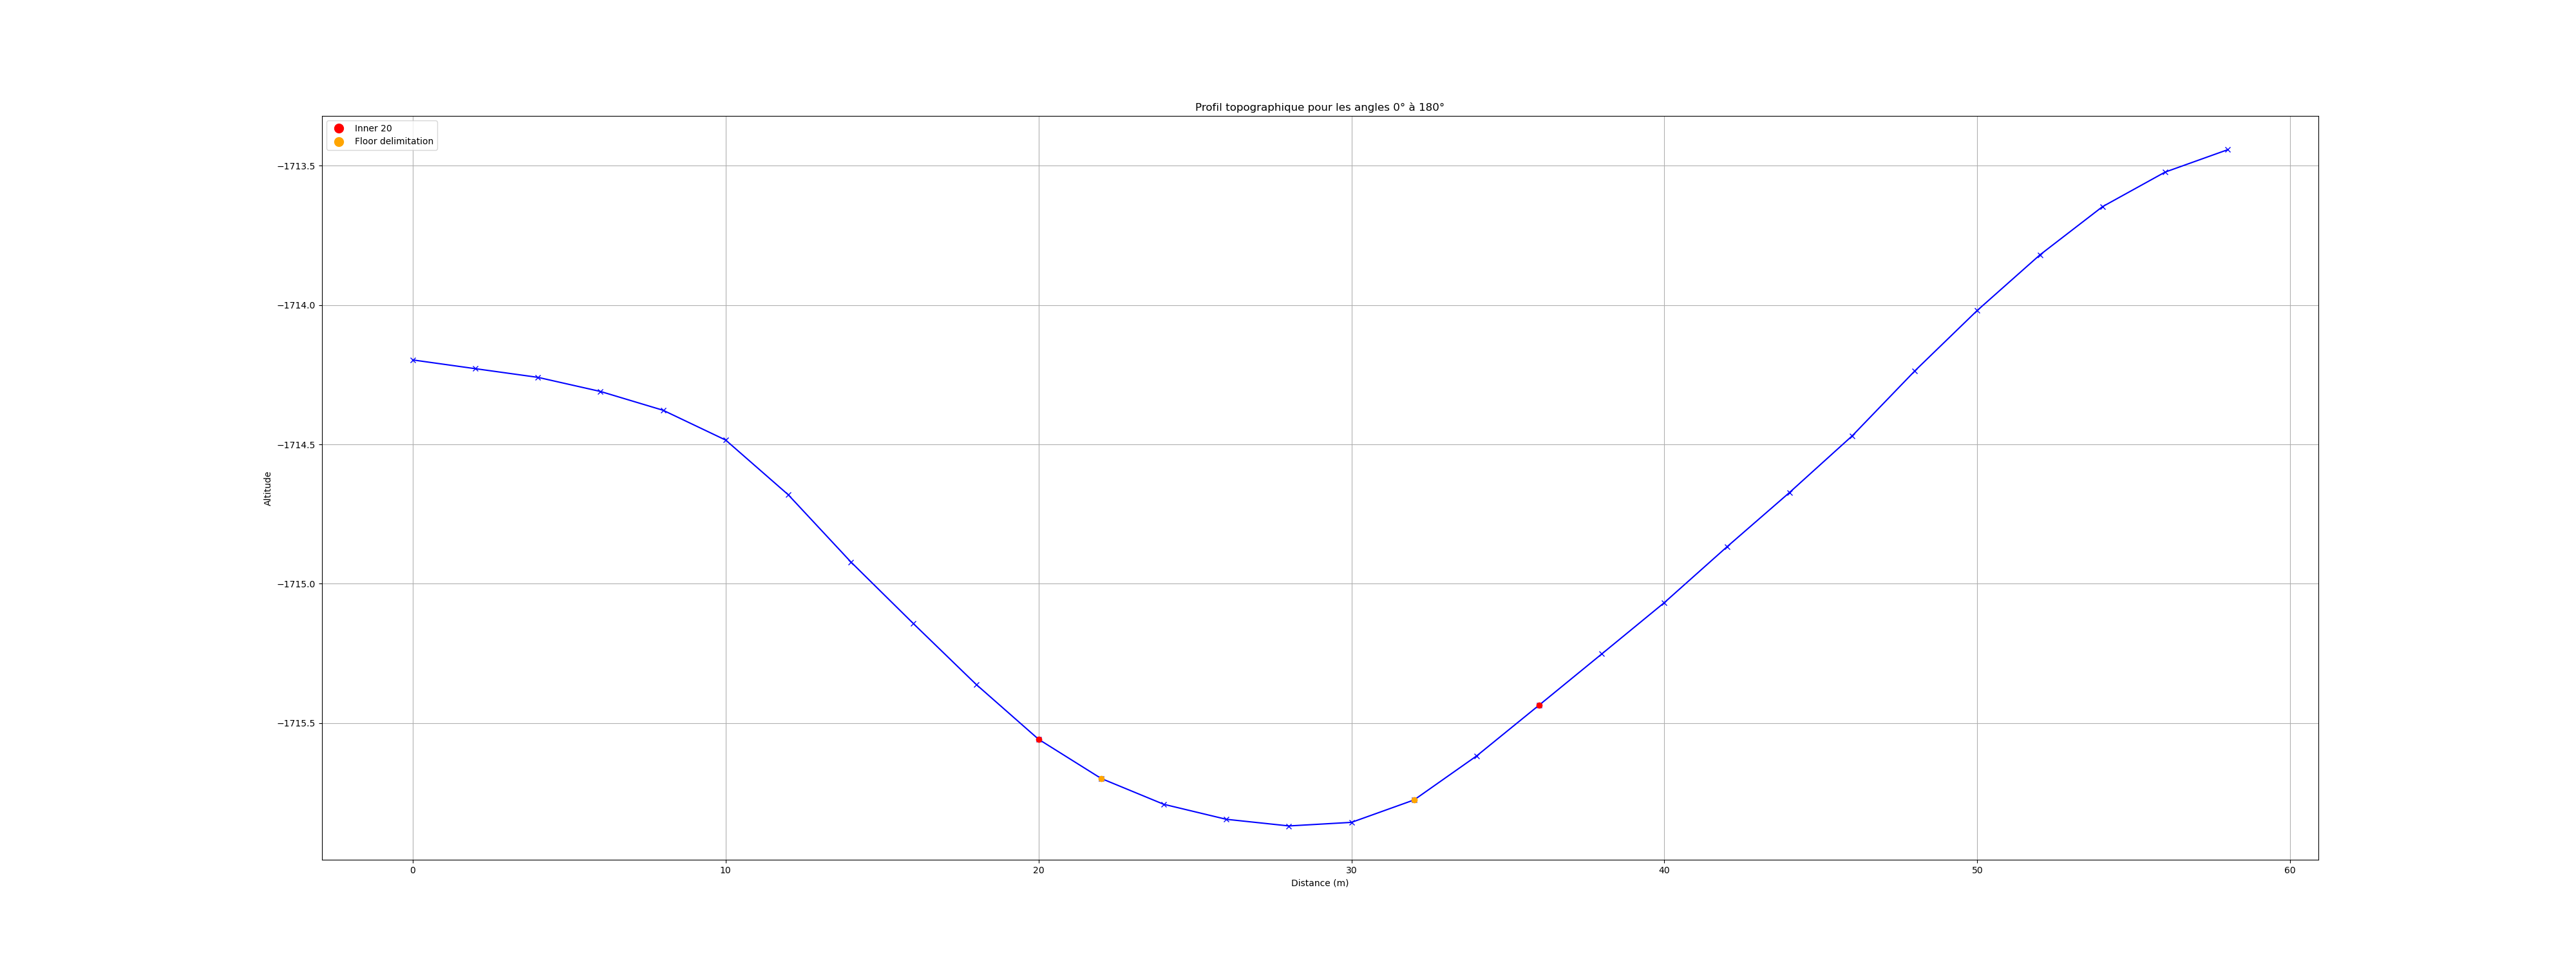 Profil topographique pour les angles 0° à 180°
Inner 20
Floor delimitation
−1713.5
−1714.0
−1714.5
−1715.0
−1715.5
Altitude
0 10 20 30 40 50 60
Distance (m)